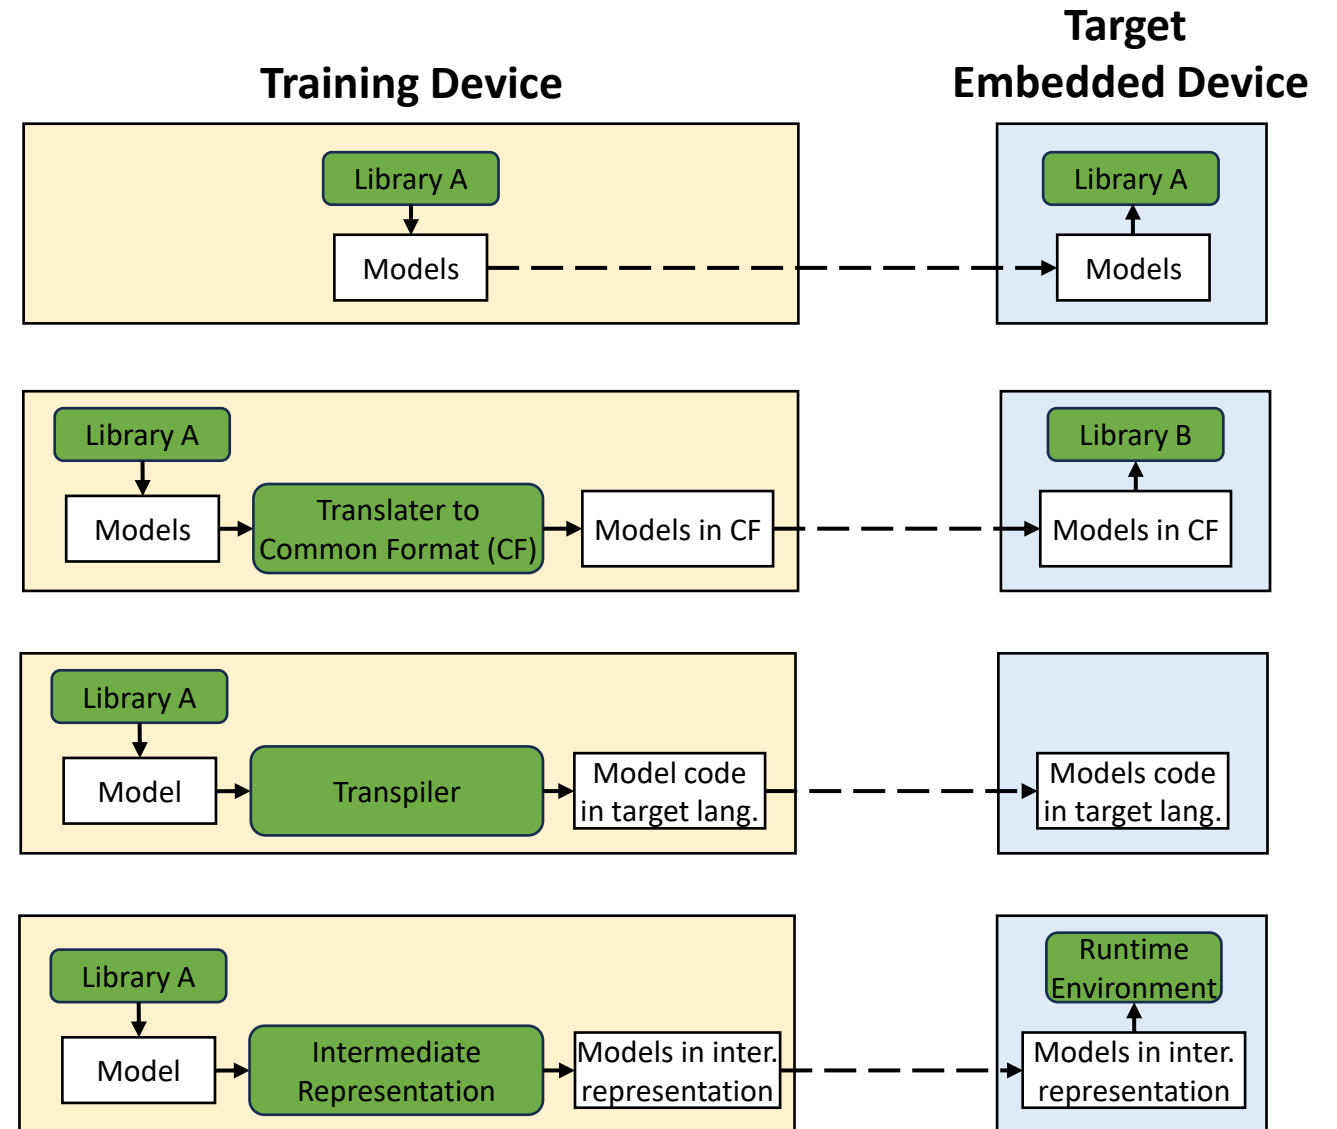 Training Device
Target
Embedded Device
Library A
Models
Library A
Models
Library A
Models
Translater to
Common Format (CF)
Models in CF
Library B
Models in CF
Library A
Model
Transpiler
Model code
in target lang.
Models code
in target lang.
Library A
Model
Intermediate
Representation
Models in inter.
representation
Runtime
Environment
Models in inter.
representation